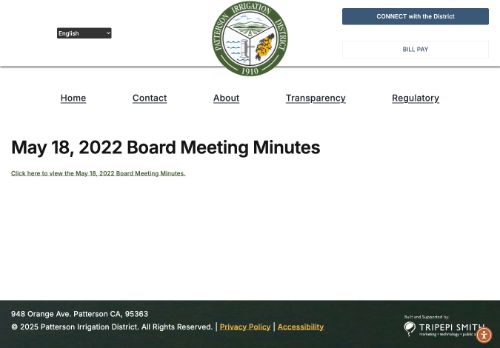 English
PATTERSON IRRIGATION DISTRICT
1910
CONNECT with the District
BILL PAY
Home
Contact
About
Transparency
Regulatory
May 18, 2022 Board Meeting Minutes
Click here to view the May 18, 2022 Board Meeting Minutes.
948 Orange Ave. Patterson CA, 95363
© 2025 Patterson Irrigation District. All Rights Reserved. | Privacy Policy | Accessibility
Built and Supported by:
TRIPEPI SMITH
marketing • technology • public